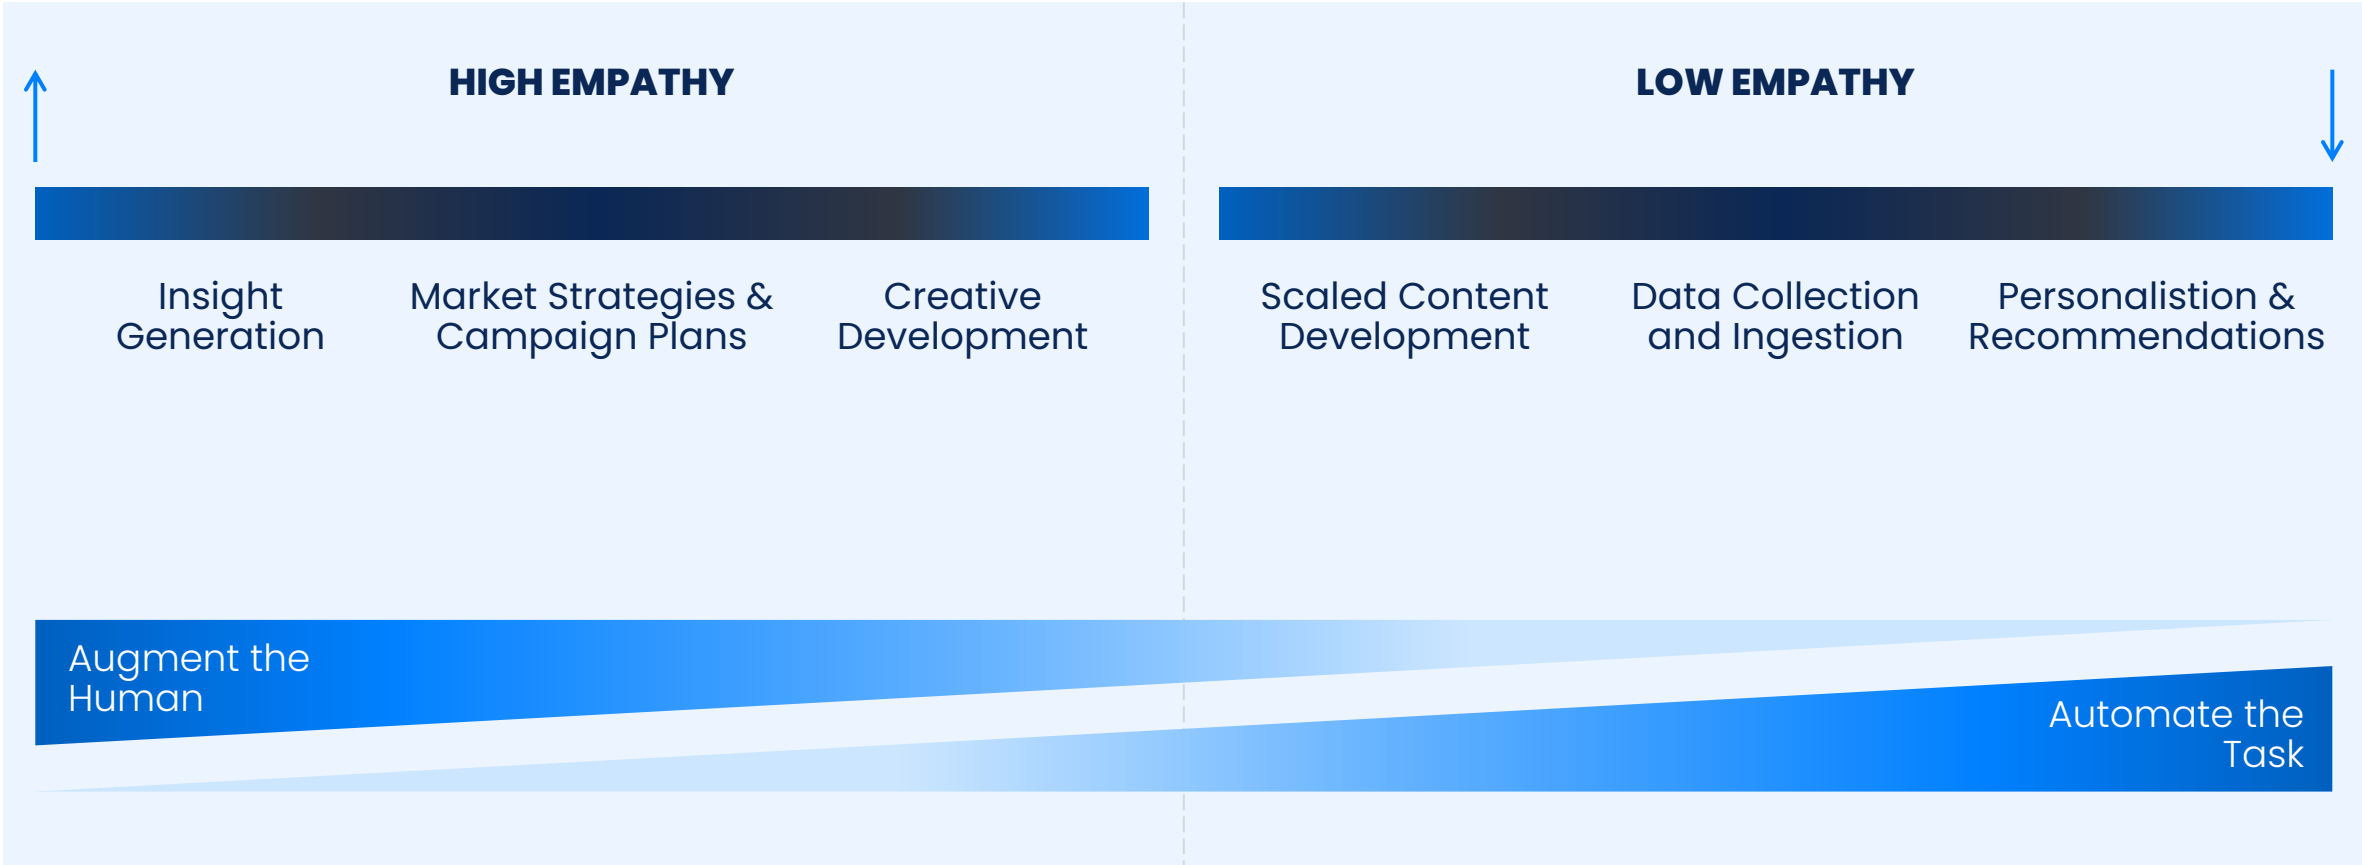 HIGH EMPATHY
LOW EMPATHY
Insight
Generation
Market Strategies &
Campaign Plans
Creative
Development
Scaled Content
Development
Data Collection
and Ingestion
Personalistion &
Recommendations
Augment the
Human
Automate the
Task